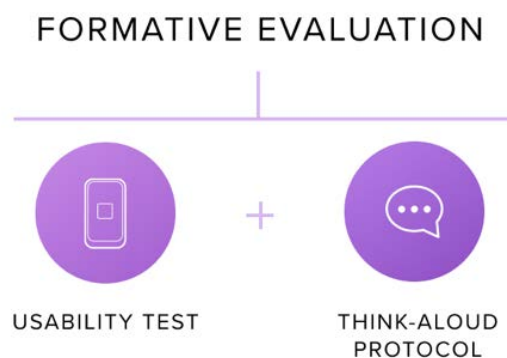 FORMATIVE EVALUATION
USABILITY TEST
THINK-ALOUD
PROTOCOL